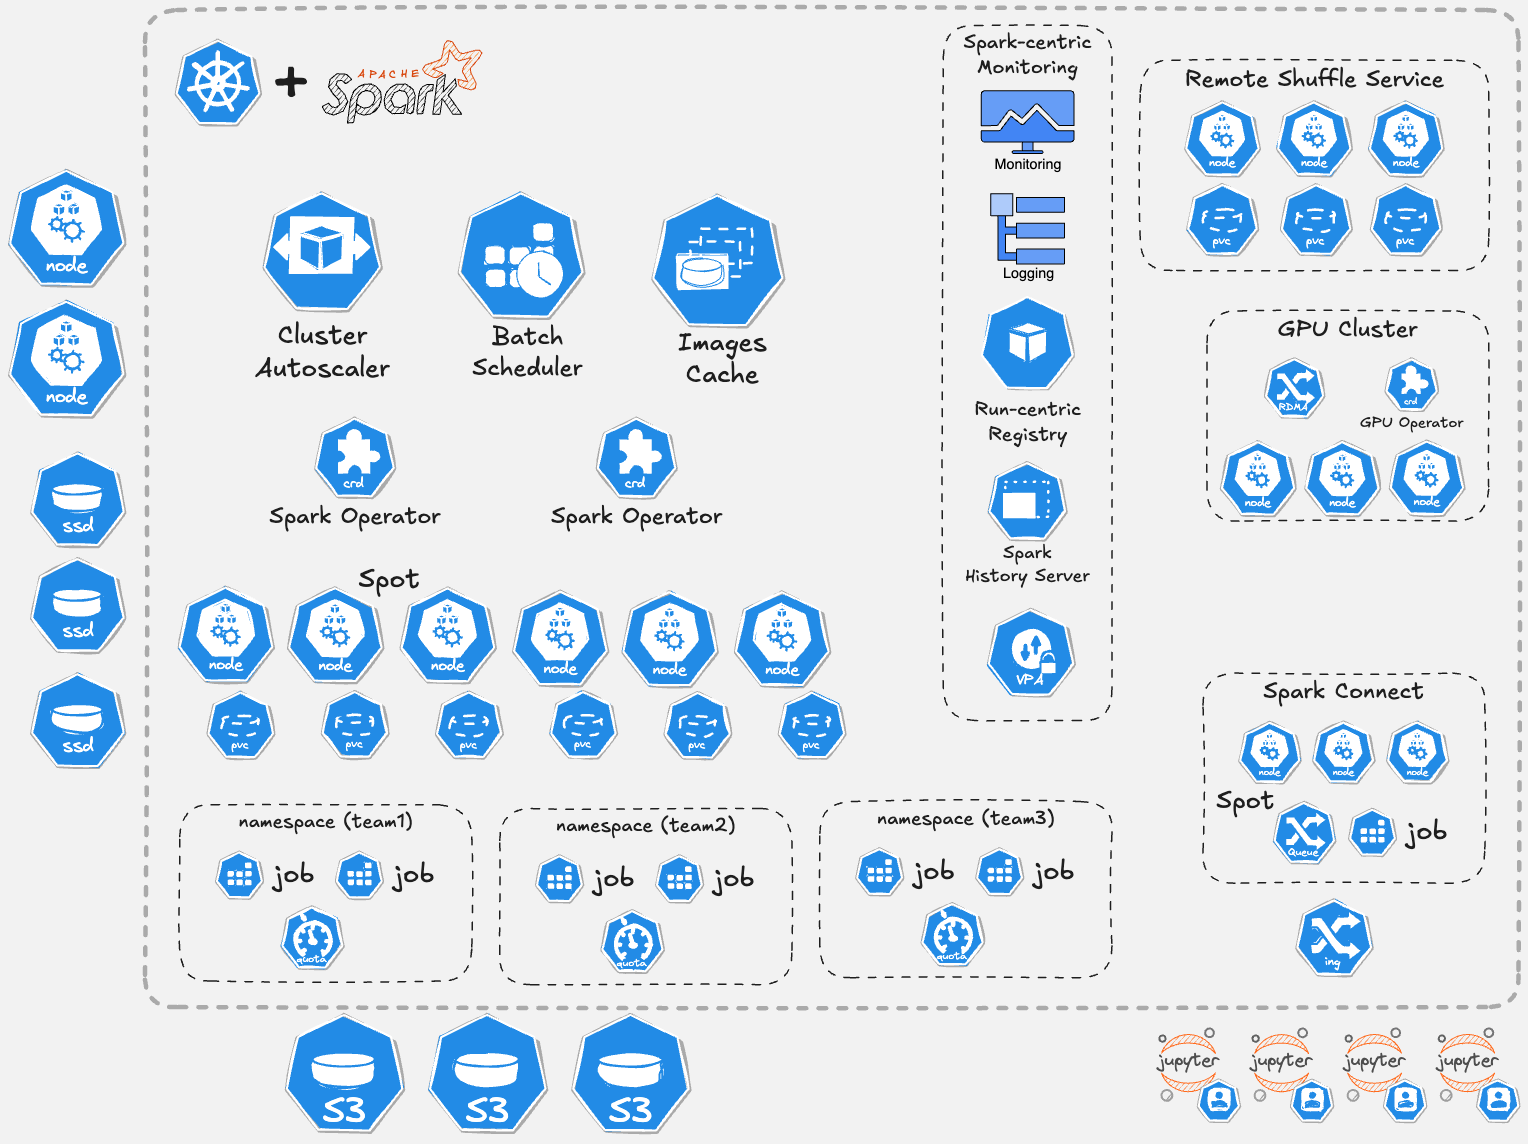 APACHE
Spark
Spark-centric
Monitoring
Monitoring
Logging
Run-centric
Registry
Spark
History Server
VPA
Remote Shuffle Service
node
node
node
pvc
pvc
pvc
GPU Cluster
RDMA
crd
GPU Operator
node
node
node
node
node
ssd
ssd
ssd
Cluster
Autoscaler
Batch
Scheduler
Images
Cache
crd
Spark Operator
crd
Spark Operator
Spot
node
node
node
node
node
node
pvc
pvc
pvc
pvc
pvc
pvc
namespace (team1)
job
job
quota
namespace (team2)
job
job
quota
namespace (team3)
job
job
quota
Spark Connect
node
node
node
Spot
Queue
job
ing
S3
S3
S3
jupyter
jupyter
jupyter
jupyter